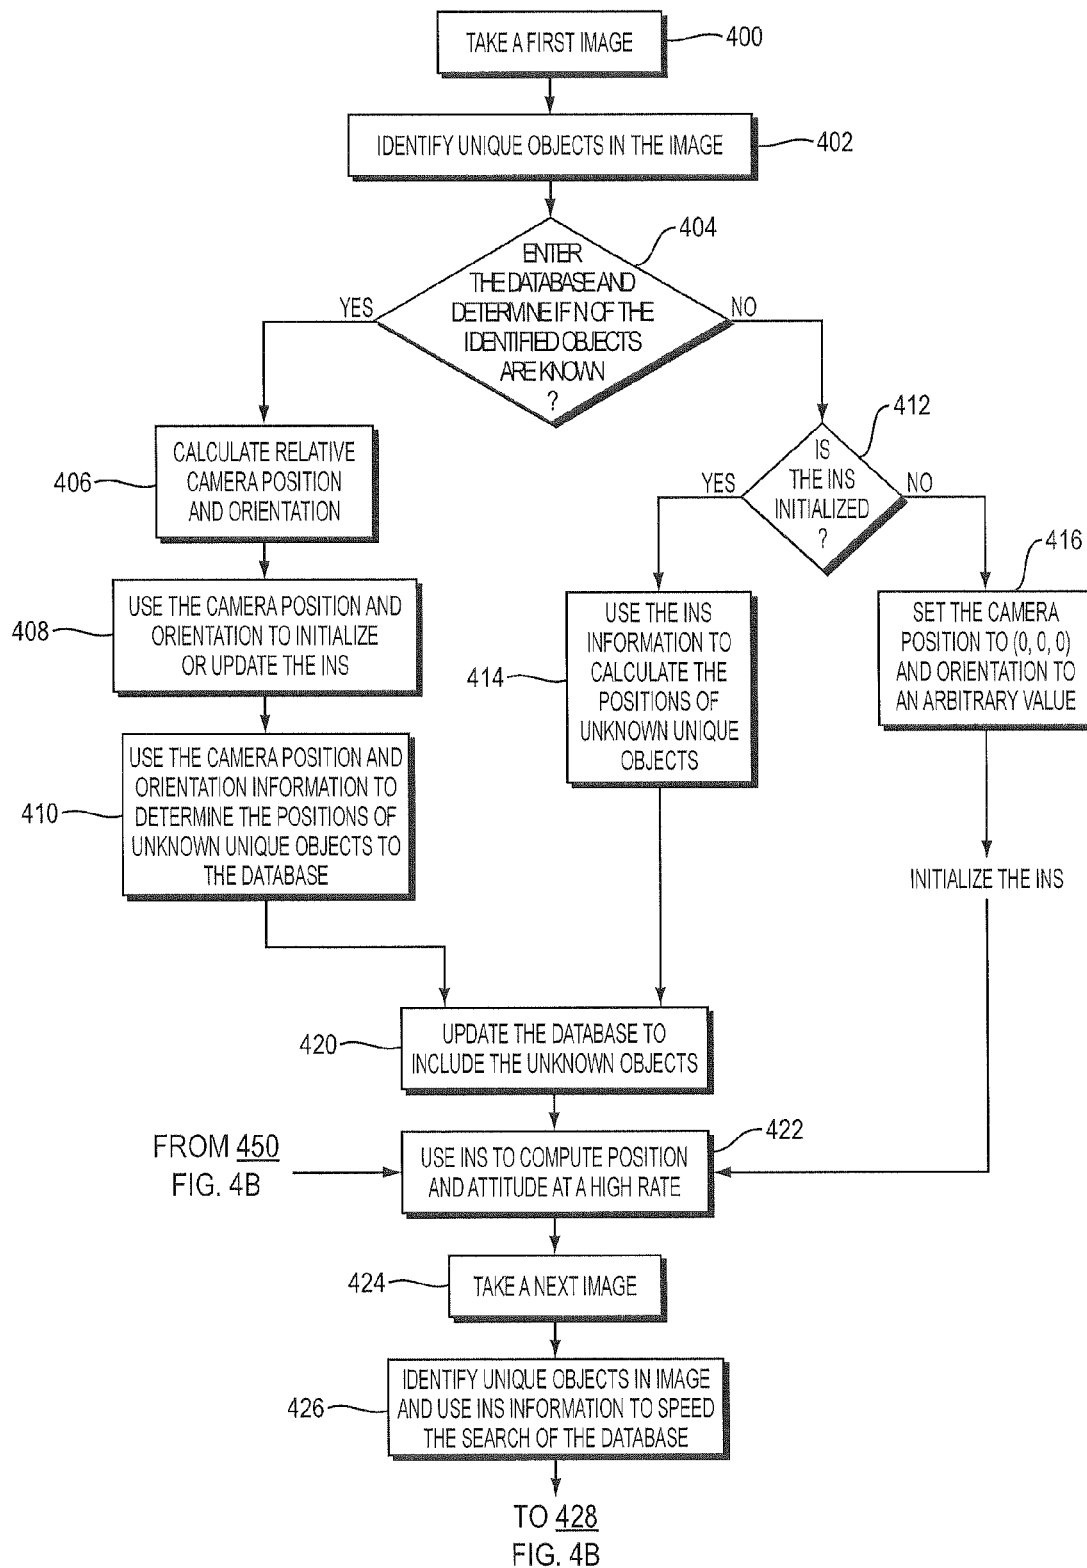 TAKE A FIRST IMAGE
400
IDENTIFY UNIQUE OBJECTS IN THE IMAGE
402
404
ENTER
THE DATABASE AND
DETERMINE IF N OF THE
IDENTIFIED OBJECTS
ARE KNOWN
?
YES
NO
406
CALCULATE RELATIVE
CAMERA POSITION
AND ORIENTATION
412
IS
THE INS
INITIALIZED
?
YES
NO
408
USE THE CAMERA POSITION AND
ORIENTATION TO INITIALIZE
OR UPDATE THE INS
414
USE THE INS
INFORMATION TO
CALCULATE THE
POSITIONS OF
UNKNOWN UNIQUE
OBJECTS
416
SET THE CAMERA
POSITION TO (0, 0, 0)
AND ORIENTATION TO
AN ARBITRARY VALUE
410
USE THE CAMERA POSITION AND
ORIENTATION INFORMATION TO
DETERMINE THE POSITIONS OF
UNKNOWN UNIQUE OBJECTS TO
THE DATABASE
INITIALIZE THE INS
420
UPDATE THE DATABASE TO
INCLUDE THE UNKNOWN OBJECTS
FROM 450
FIG. 4B
422
USE INS TO COMPUTE POSITION
AND ATTITUDE AT A HIGH RATE
424
TAKE A NEXT IMAGE
426
IDENTIFY UNIQUE OBJECTS IN IMAGE
AND USE INS INFORMATION TO SPEED
THE SEARCH OF THE DATABASE
TO 428
FIG. 4B